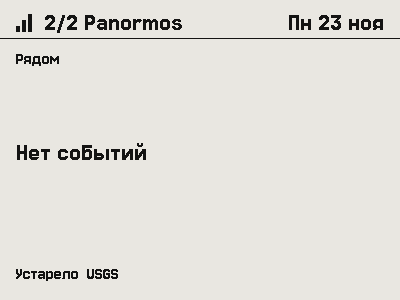 2/2 Panormos Пн 23 ноя
Рядом
Нет событий
Устарело USGS